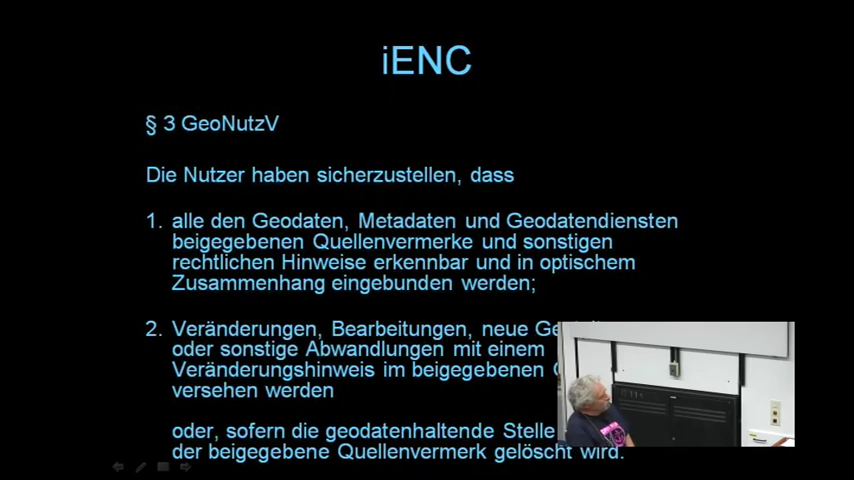 iENC
§ 3 GeoNutzV
Die Nutzer haben sicherzustellen, dass
1. alle den Geodaten, Metadaten und Geodatendiensten
beigegebenen Quellenvermerke und sonstigen
rechtlichen Hinweise erkennbar und in optischem
Zusammenhang eingebunden werden;
2. Veränderungen, Bearbeitungen, neue
oder sonstige Abwandlungen mit einem
Veränderungshinweis im beigegebenen
versehen werden
oder, sofern die geodatenhaltende Stelle
der beigegebene Quellenvermerk gelöscht wird.